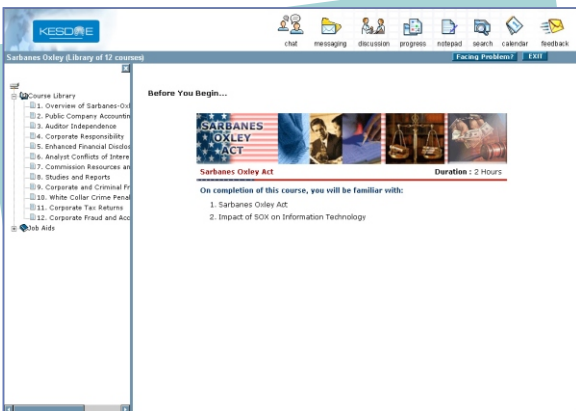 KESDEE
chat messaging discussion progress notepad search calendar feedback
Sarbanes Oxley (Library of 12 courses)
Facing Problem? EXIT
Course Library
1. Overview of Sarbanes-Oxl
2. Public Company Accountin
3. Auditor Independence
4. Corporate Responsibility
5. Enhanced Financial Disclos
6. Analyst Conflicts of Intere
7. Commission Resources an
8. Studies and Reports
9. Corporate and Criminal Fr
10. White Collar Crime Penal
11. Corporate Tax Returns
12. Corporate Fraud and Acc
Job Aids
Before You Begin...
SARBANES
OXLEY
ACT
Sarbanes Oxley Act Duration : 2 Hours
On completion of this course, you will be familiar with:
1. Sarbanes Oxley Act
2. Impact of SOX on Information Technology